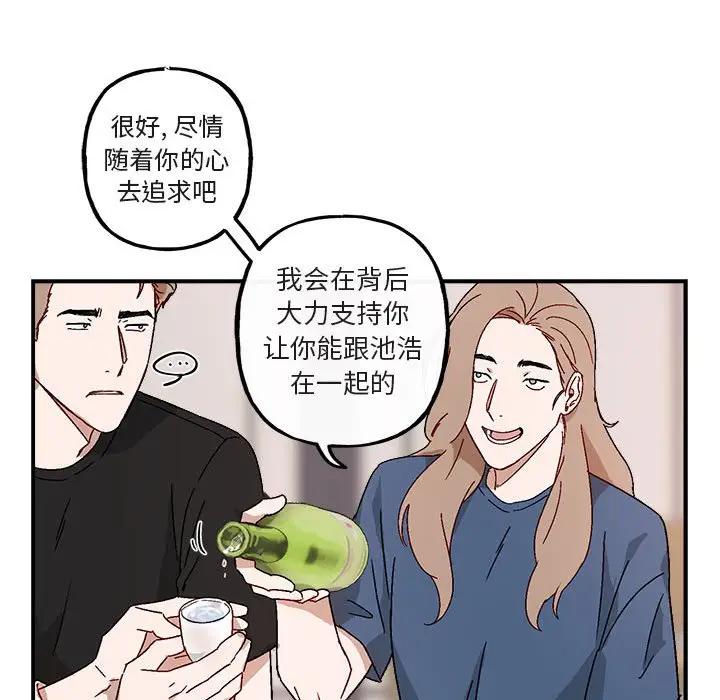 很好, 尽情
随着你的心
去追求吧
我会在背后
大力支持你
让你能跟池浩
在一起的
...